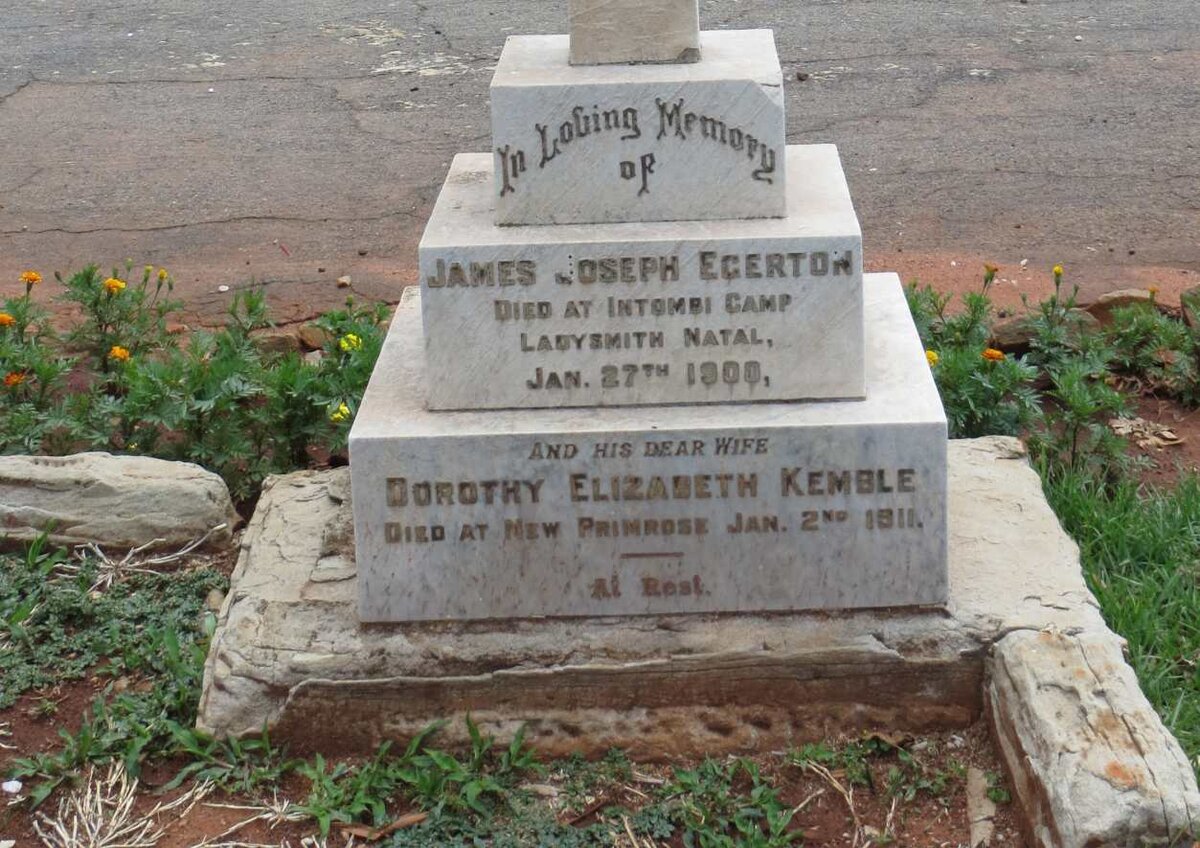 In Loving Memory
of
JAMES JOSEPH EGERTON
DIED AT INTOMBI CAMP
LADYSMITH NATAL,
JAN. 27TH 1900,
AND HIS DEAR WIFE
DOROTHY ELIZABETH KEMBLE
DIED AT NEW PRIMROSE JAN. 2ND 1911.
At Rest.